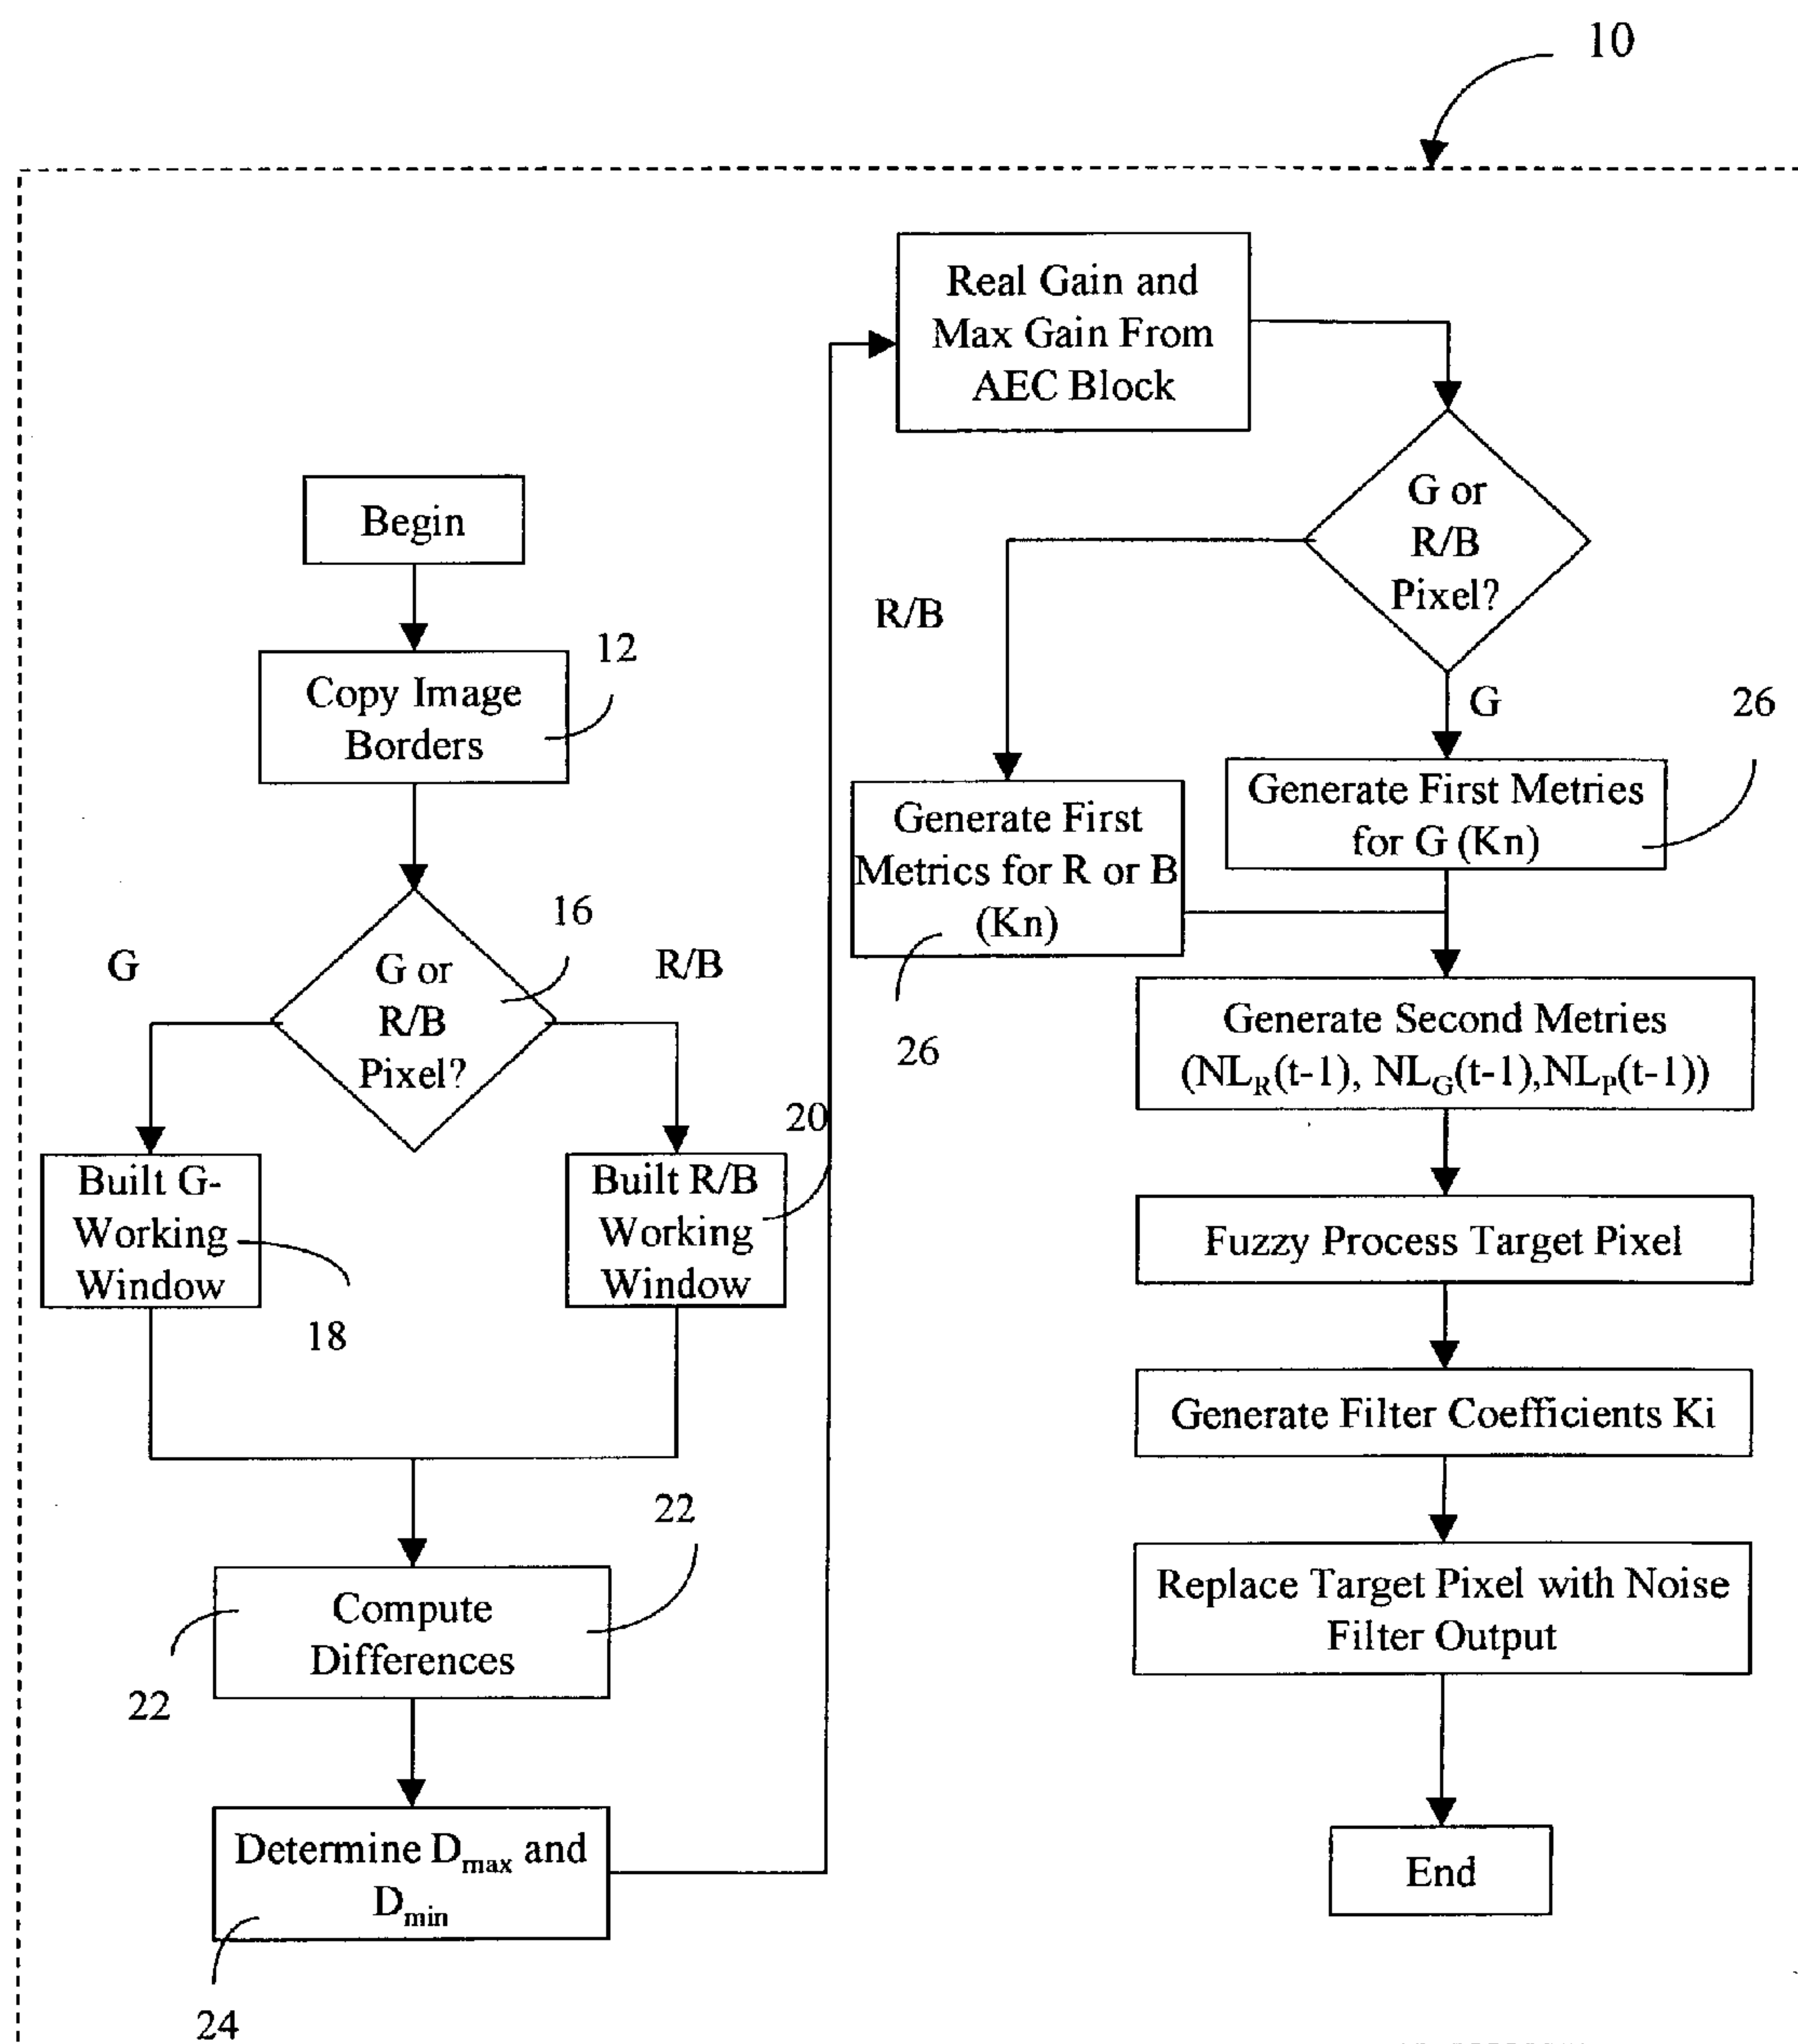 10
Begin
12
Copy Image
Borders
16
G
G or
R/B
Pixel?
R/B
20
Built G-
Working
Window
18
Built R/B
Working
Window
22
Compute
Differences
22
Determine Dmax and
Dmin
24
Real Gain and
Max Gain From
AEC Block
G or
R/B
Pixel?
R/B
G
26
Generate First
Metrics for R or B
(Kn)
26
Generate First Metries
for G (Kn)
Generate Second Metries
(NLR(t-1), NLG(t-1),NLP(t-1))
Fuzzy Process Target Pixel
Generate Filter Coefficients Ki
Replace Target Pixel with Noise
Filter Output
End